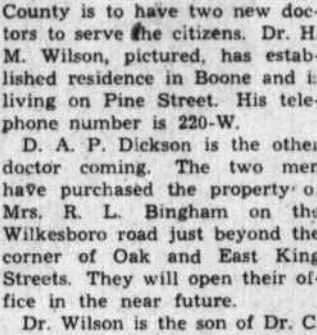 County is to have two new doc-
tors to serve the citizens. Dr. H.
M. Wilson, pictured, has estab-
lished residence in Boone and i
living on Pine Street. His tele-
phone number is 220-W.
D. A. P. Dickson is the other
doctor coming. The two men
have purchased the property o
Mrs. R. L. Bingham on the
Wilkesboro road just beyond the
corner of Oak and East King
Streets. They will open their of-
fice in the near future.
Dr. Wilson is the son of Dr. C